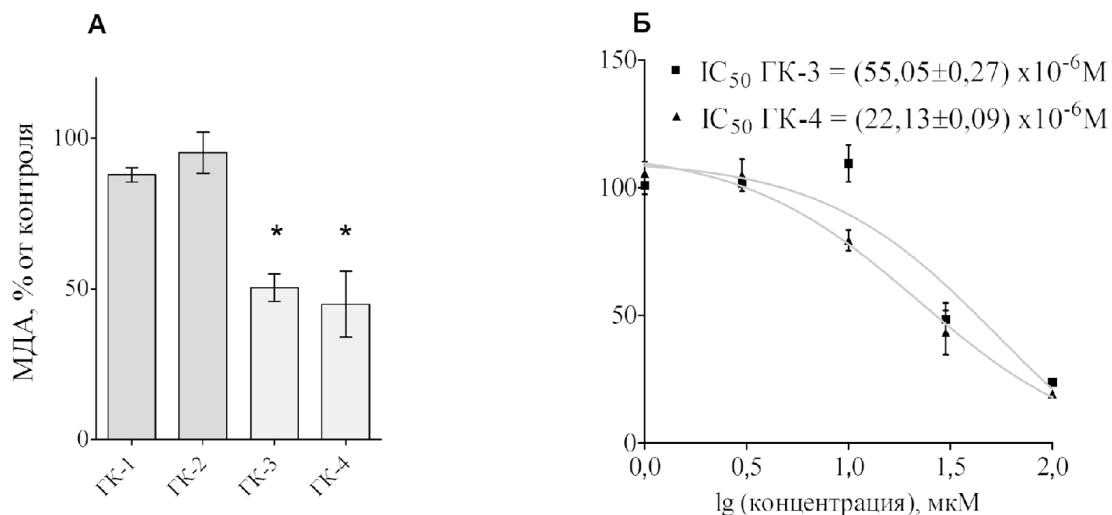 А
МДА, % от контроля
100
50
0
ГК-1
ГК-2
ГК-3
ГК-4
*
*
Б
150
100
50
0
IC50 ГК-3 = (55,05±0,27) x10-6М
IC50 ГК-4 = (22,13±0,09) x10-6М
0,0
0,5
1,0
1,5
2,0
lg (концентрация), мкМ